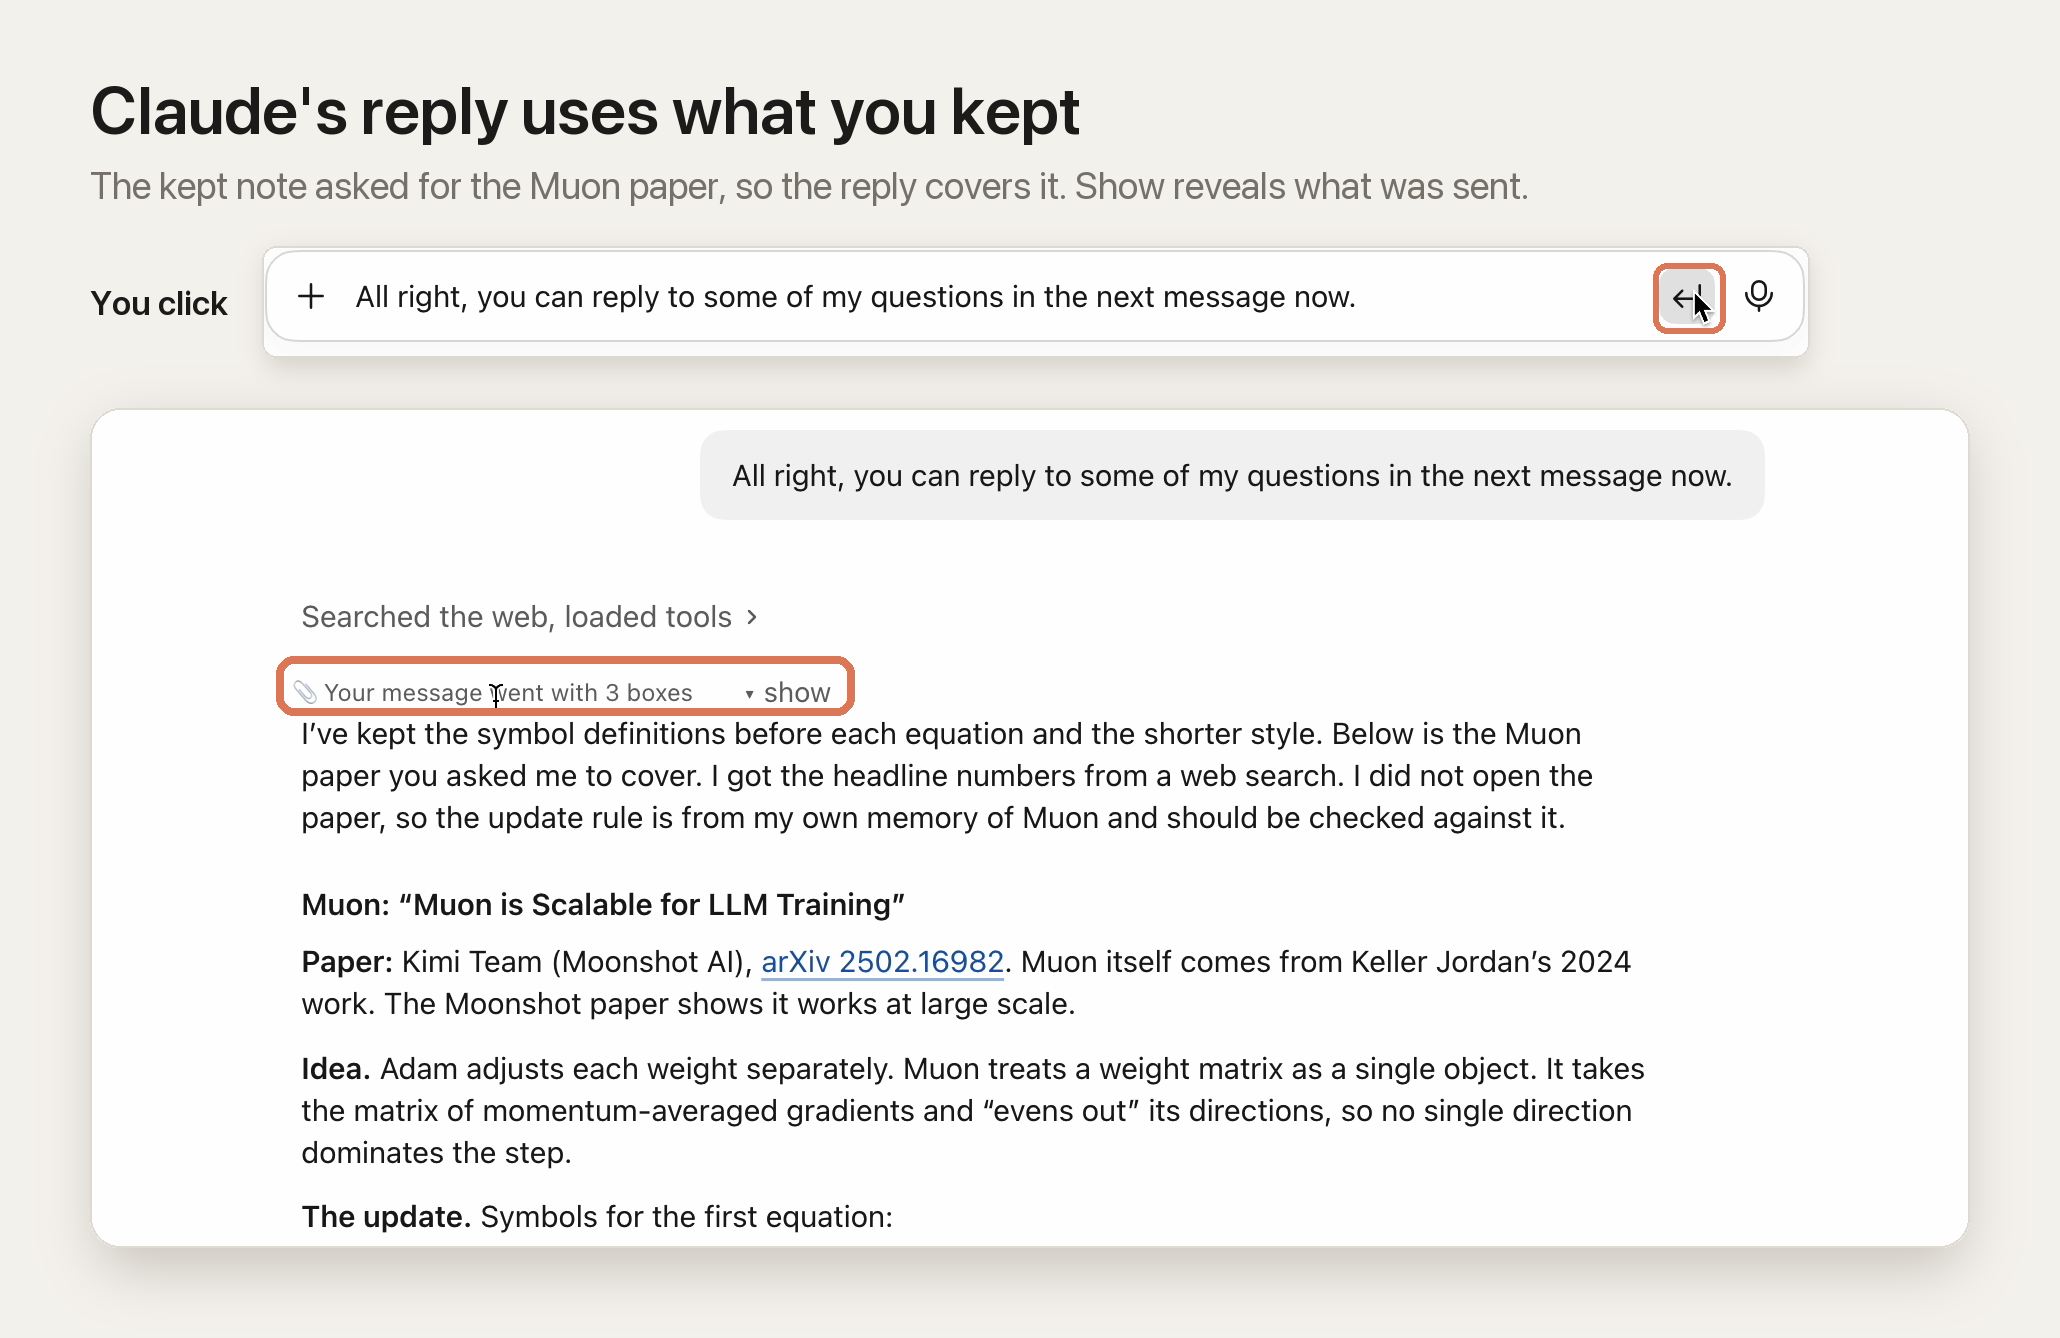 Claude's reply uses what you kept
The kept note asked for the Muon paper, so the reply covers it. Show reveals what was sent.
You click
All right, you can reply to some of my questions in the next message now.
All right, you can reply to some of my questions in the next message now.
Searched the web, loaded tools >
Your message went with 3 boxes ▾ show
I’ve kept the symbol definitions before each equation and the shorter style. Below is the Muon
paper you asked me to cover. I got the headline numbers from a web search. I did not open the
paper, so the update rule is from my own memory of Muon and should be checked against it.
Muon: “Muon is Scalable for LLM Training”
Paper: Kimi Team (Moonshot AI), arXiv 2502.16982. Muon itself comes from Keller Jordan’s 2024
work. The Moonshot paper shows it works at large scale.
Idea. Adam adjusts each weight separately. Muon treats a weight matrix as a single object. It takes
the matrix of momentum-averaged gradients and “evens out” its directions, so no single direction
dominates the step.
The update. Symbols for the first equation: